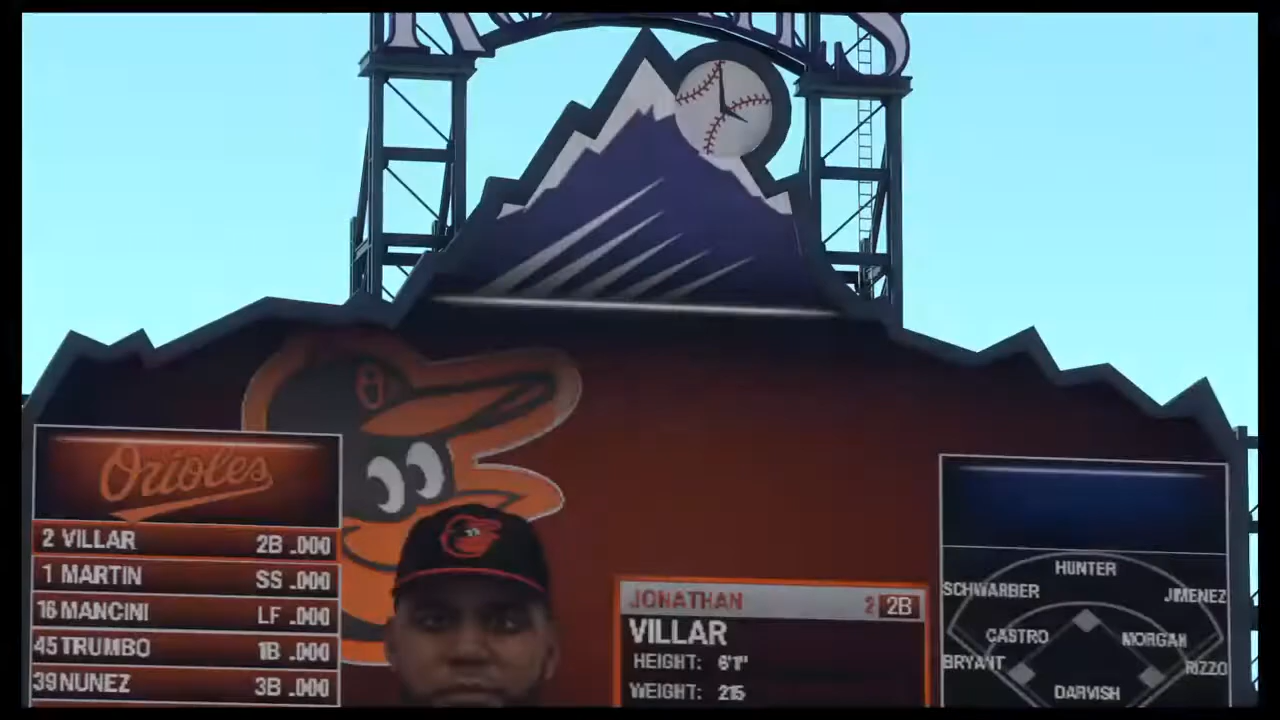 Orioles
2 VILLAR 2B .000
1 MARTIN SS .000
16 MANCINI LF .000
45 TRUMBO 1B .000
39 NUNEZ 3B .000
JONATHAN 2 2B
VILLAR
HEIGHT: 6'1"
WEIGHT: 215
HUNTER
SCHWARBER JIMENEZ
CASTRO MORGAN
BRYANT RIZZO
DARVISH